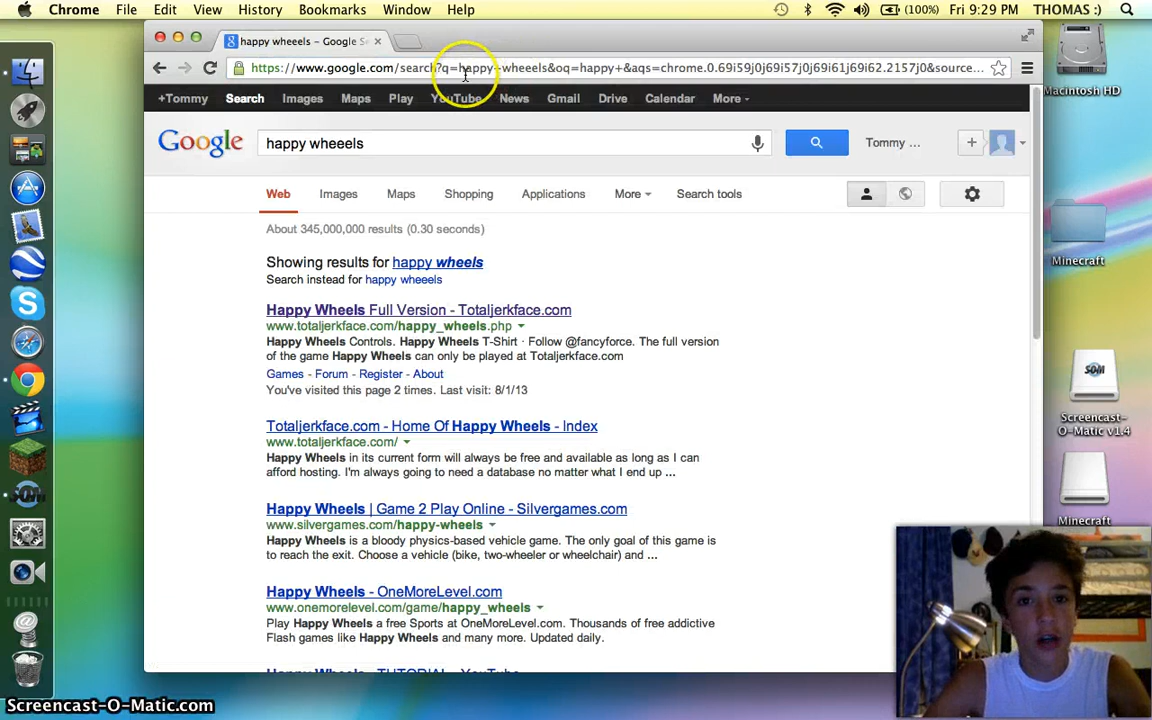 Chrome File Edit View History Bookmarks Window Help (100%) Fri 9:29 PM THOMAS :)
happy wheeels - Google Se
https://www.google.com/search?q=happy+wheeels&oq=happy+&aqs=chrome.0.69i59j0j69i57j0j69i61j69i62.2157j0&source...
+Tommy Search Images Maps Play YouTube News Gmail Drive Calendar More
Google happy wheeels Tommy ... +
Web Images Maps Shopping Applications More Search tools
About 345,000,000 results (0.30 seconds)
Showing results for happy wheels
Search instead for happy wheeels
Happy Wheels Full Version - Totaljerkface.com
www.totaljerkface.com/happy_wheels.php
Happy Wheels Controls. Happy Wheels T-Shirt · Follow @fancyforce. The full version
of the game Happy Wheels can only be played at Totaljerkface.com
Games - Forum - Register - About
You've visited this page 2 times. Last visit: 8/1/13
Totaljerkface.com - Home Of Happy Wheels - Index
www.totaljerkface.com/
Happy Wheels in its current form will always be free and available as long as I can
afford hosting. I'm always going to need a database no matter what I end up ...
Happy Wheels | Game 2 Play Online - Silvergames.com
www.silvergames.com/happy-wheels
Happy Wheels is a bloody physics-based vehicle game. The only goal of this game is
to reach the exit. Choose a vehicle (bike, two-wheeler or wheelchair) and ...
Happy Wheels - OneMoreLevel.com
www.onemorelevel.com/game/happy_wheels
Play Happy Wheels a free Sports at OneMoreLevel.com. Thousands of free addictive
Flash games like Happy Wheels and many more. Updated daily.
Happy Wheels - TUTORIAL - YouTube
Macintosh HD
Minecraft
SOM
Screencast-
O-Matic v1.4
Minecraft
SOM
Screencast-O-Matic.com